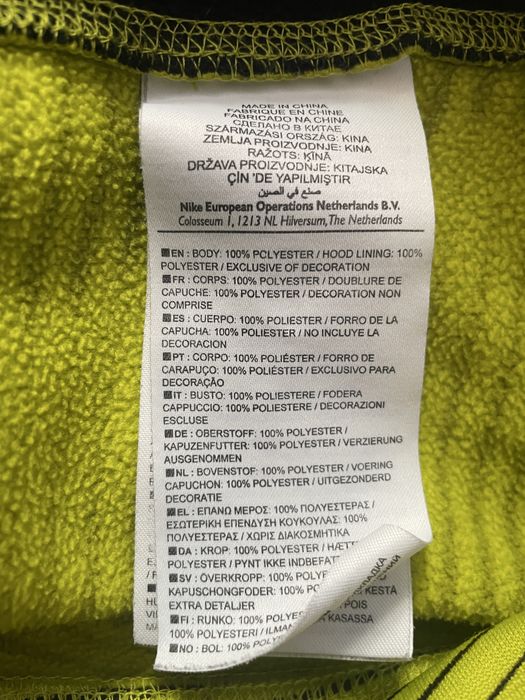 MADE IN CHINA
FABRIQUE EN CHINE
FABRICADO NA CHINA
СДЕЛАНО В КИТАЕ
SZÁRMAZÁSI ORSZÁG: KINA
ZEMLJA PROIZVODNJE: KINA
RAŽOTS: ĶĪNĀ
DRŽAVA PROIZVODNJE: KITAJSKA
ÇİN 'DE YAPILMIŞTIR
صنع في الصين
Nike European Operations Netherlands B.V.
Colosseum 1, 1213 NL Hilversum, The Netherlands
EN : BODY: 100% POLYESTER / HOOD LINING: 100%
POLYESTER / EXCLUSIVE OF DECORATION
FR : CORPS: 100% POLYESTER / DOUBLURE DE
CAPUCHE: 100% POLYESTER / DECORATION NON
COMPRISE
ES : CUERPO: 100% POLIESTER / FORRO DE LA
CAPUCHA: 100% POLIESTER / NO INCLUYE LA
DECORACION
PT : CORPO: 100% POLIÉSTER / FORRO DE
CARAPUÇO: 100% POLIÉSTER / EXCLUSIVO PARA
DECORAÇÃO
IT : BUSTO: 100% POLIESTERE / FODERA
CAPPUCCIO: 100% POLIESTERE / DECORAZIONI
ESCLUSE
DE : OBERSTOFF: 100% POLYESTER /
KAPUZENFUTTER: 100% POLYESTER / VERZIERUNG
AUSGENOMMEN
NL : BOVENSTOF: 100% POLYESTER / VOERING
CAPUCHON: 100% POLYESTER / UITGEZONDERD
DECORATIE
EL : ΕΠΑΝΩ ΜΕΡΟΣ: 100% ΠΟΛΥΕΣΤΕΡΑΣ /
ΕΣΩΤΕΡΙΚΗ ΕΠΕΝΔΥΣΗ ΚΟΥΚΟΥΛΑΣ: 100%
ΠΟΛΥΕΣΤΕΡΑΣ / ΧΩΡΙΣ ΔΙΑΚΟΣΜΗΤΙΚΑ
DA : KROP: 100% POLYESTER / HÆTT
POLYESTER / PYNT IKKE INDBEFAT
SV : ÖVERKROPP: 100% POLYE
KAPUSCHONGFODER: 100% PO
EXTRA DETALJER
FI : RUNKO: 100% POLYES
100% POLYESTERI / ILMAN
NO : BOL: 100% POLY